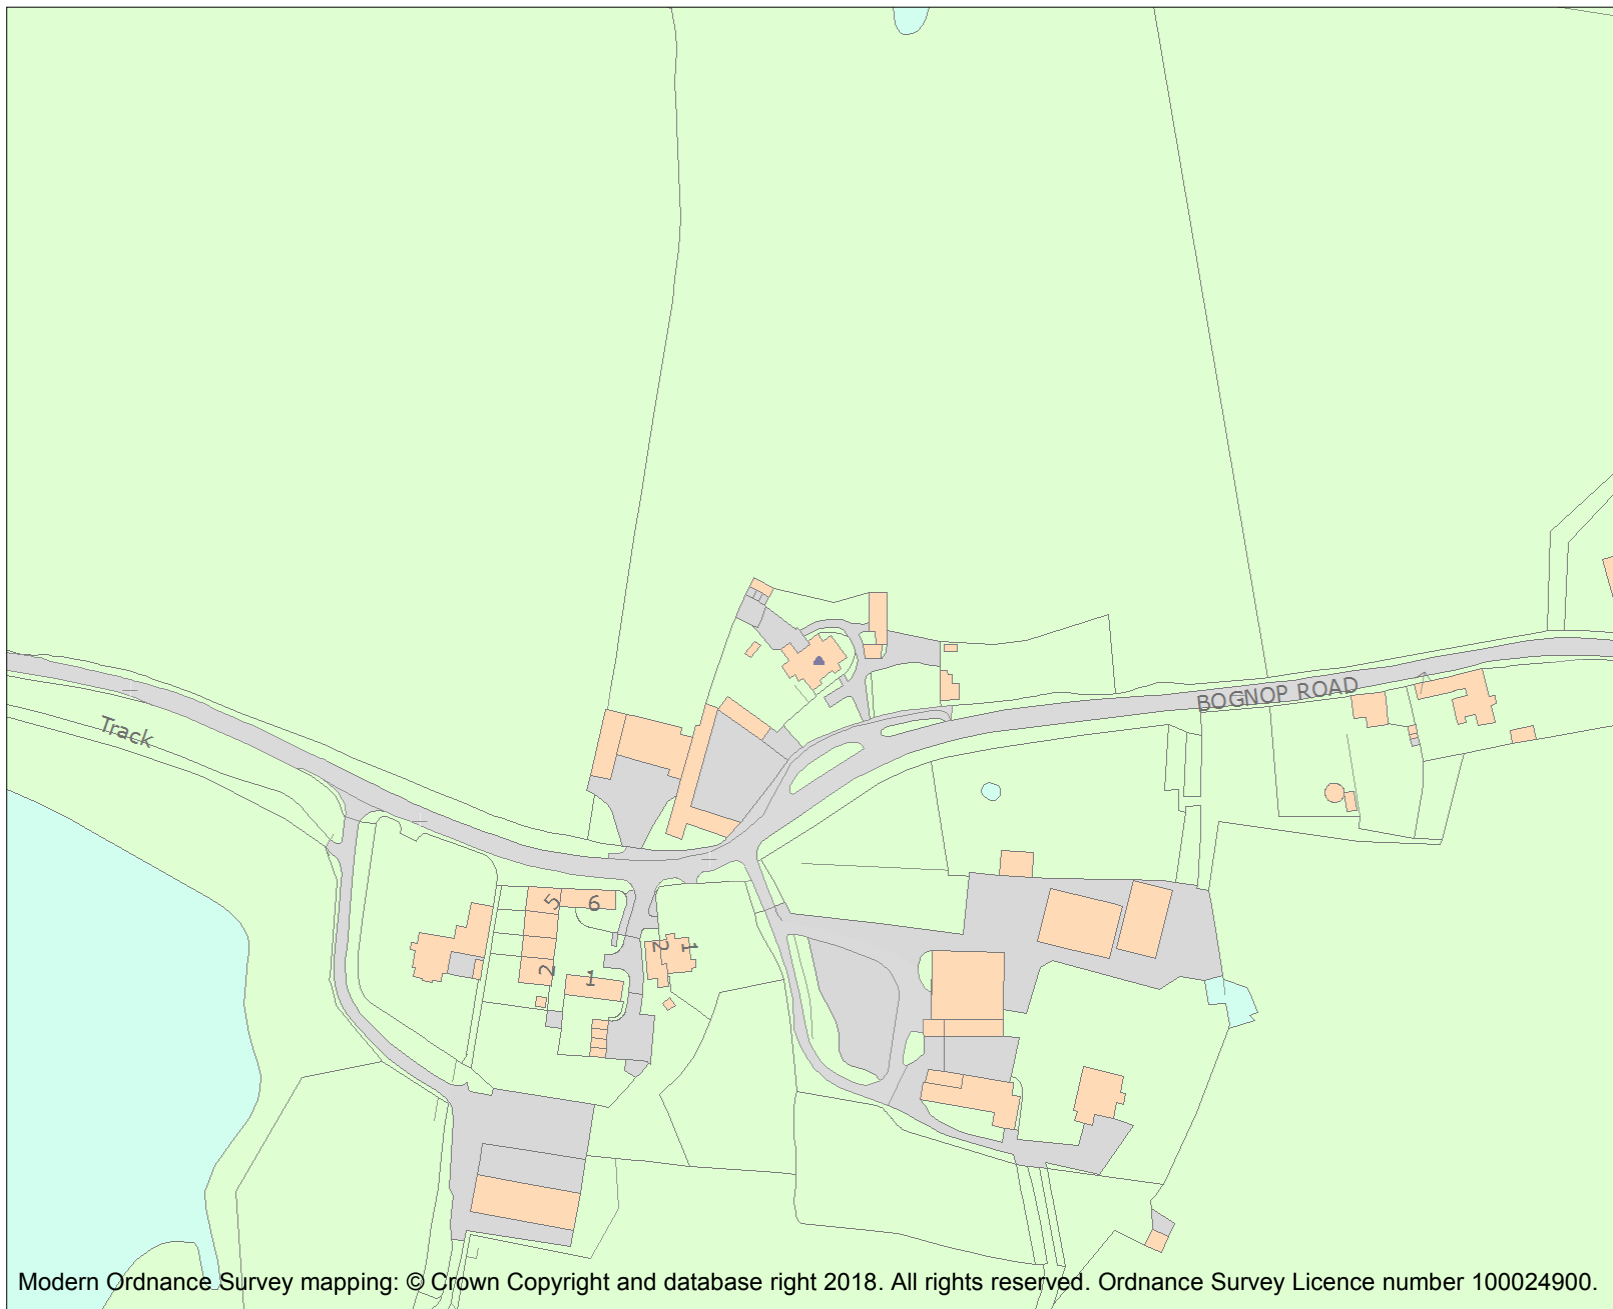 BOGNOP ROAD
Track
5
6
2
1
2
1
Modern Ordnance Survey mapping: © Crown Copyright and database right 2018. All rights reserved. Ordnance Survey Licence number 100024900.